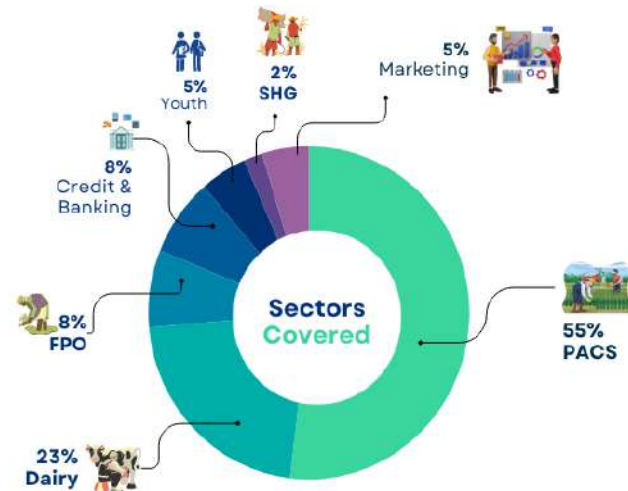 5%
Marketing
2%
SHG
5%
Youth
8%
Credit &
Banking
8%
FPO
Sectors
Covered
55%
PACS
23%
Dairy